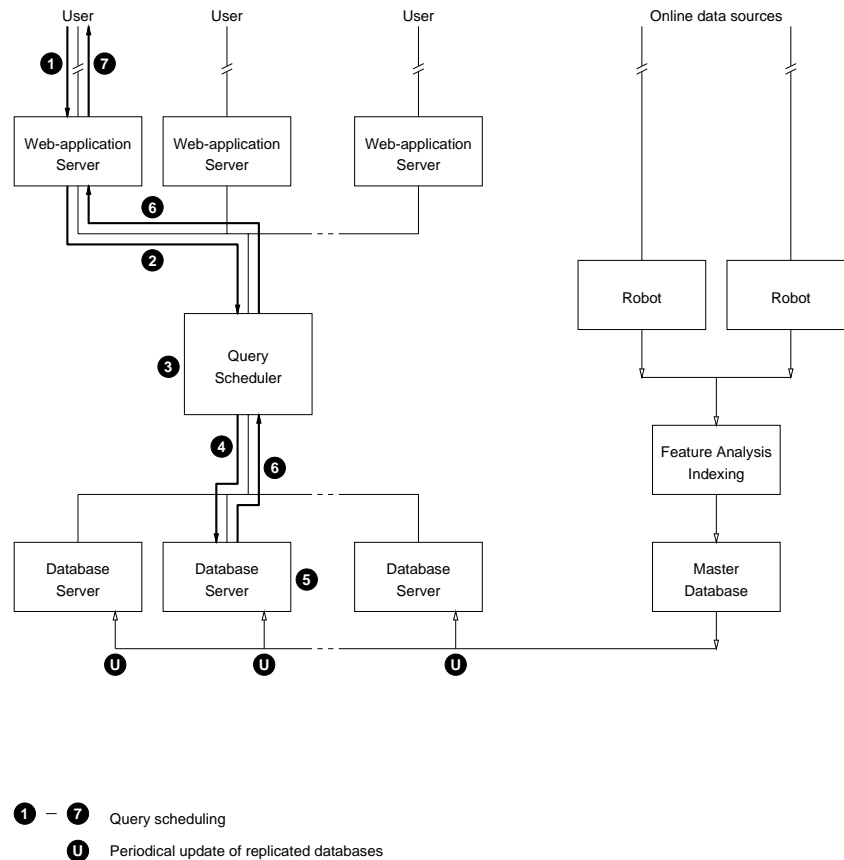 User User User Online data sources
1 7
Web-application Server
Web-application Server
Web-application Server
6
2
Robot Robot
3 Query Scheduler
4
6
Feature Analysis Indexing
Database Server
Database Server
5
Database Server
Master Database
U U U
1 – 7 Query scheduling
U Periodical update of replicated databases